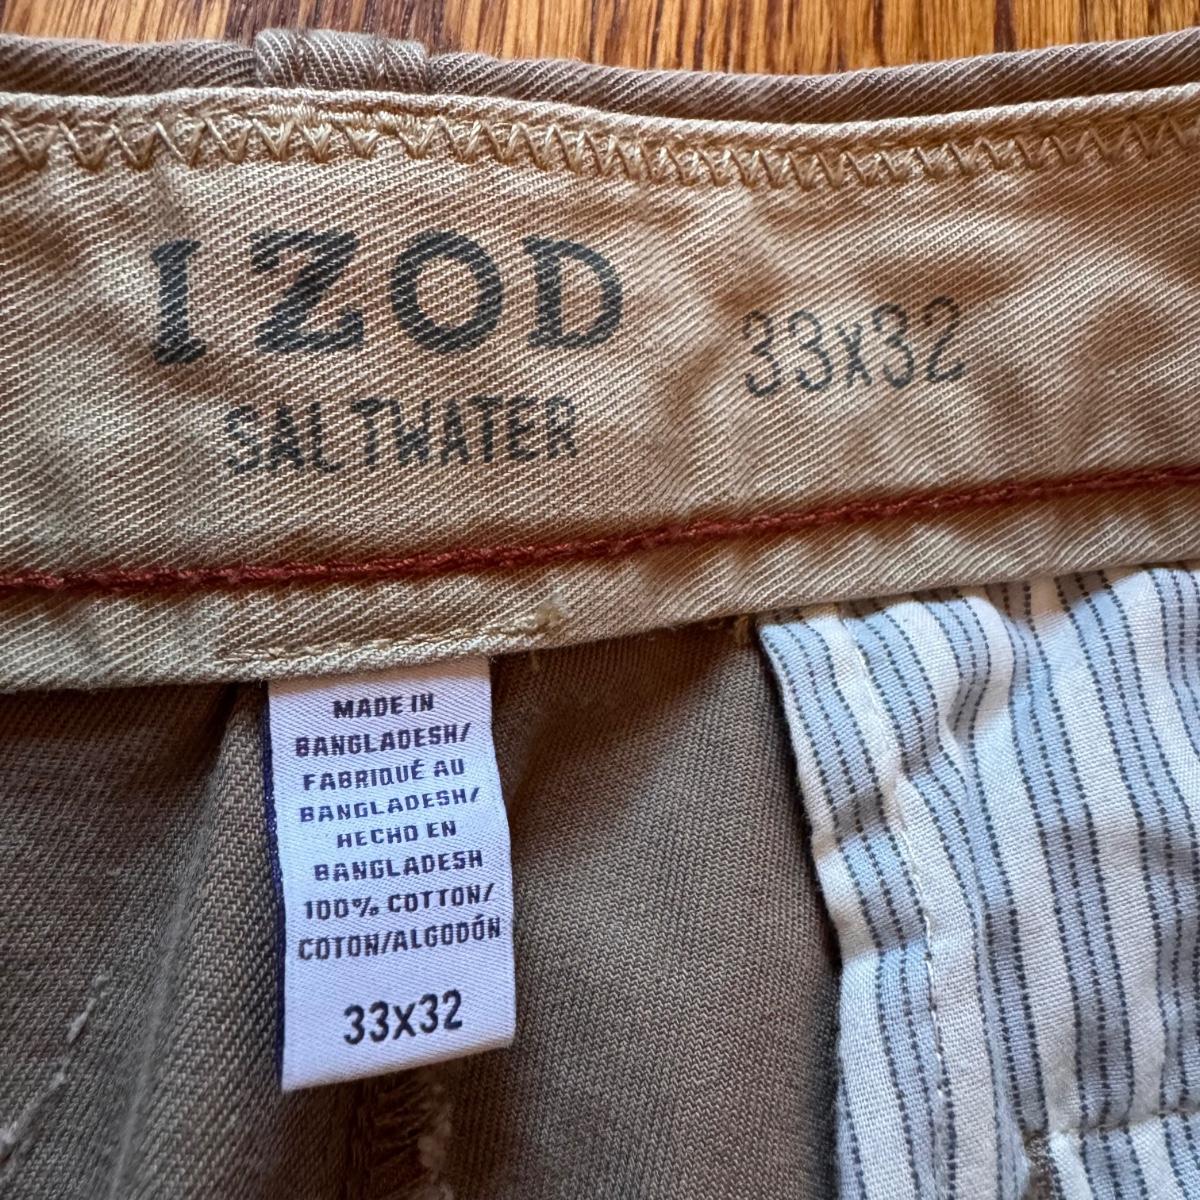 IZOD
SALTWATER
33x32
MADE IN
BANGLADESH/
FABRIQUÉ AU
BANGLADESH/
HECHO EN
BANGLADESH
100% COTTON/
COTON/ALGODÓN
33x32